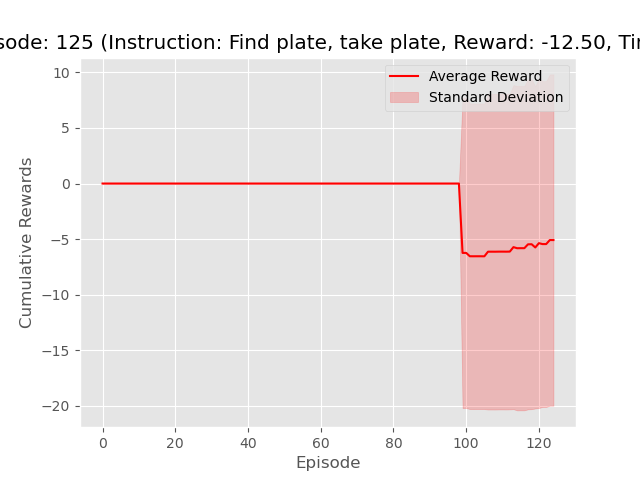 sode: 125 (Instruction: Find plate, take plate, Reward: -12.50, Tir
Average Reward
Standard Deviation
10
5
0
−5
−10
−15
−20
Cumulative Rewards
0 20 40 60 80 100 120
Episode